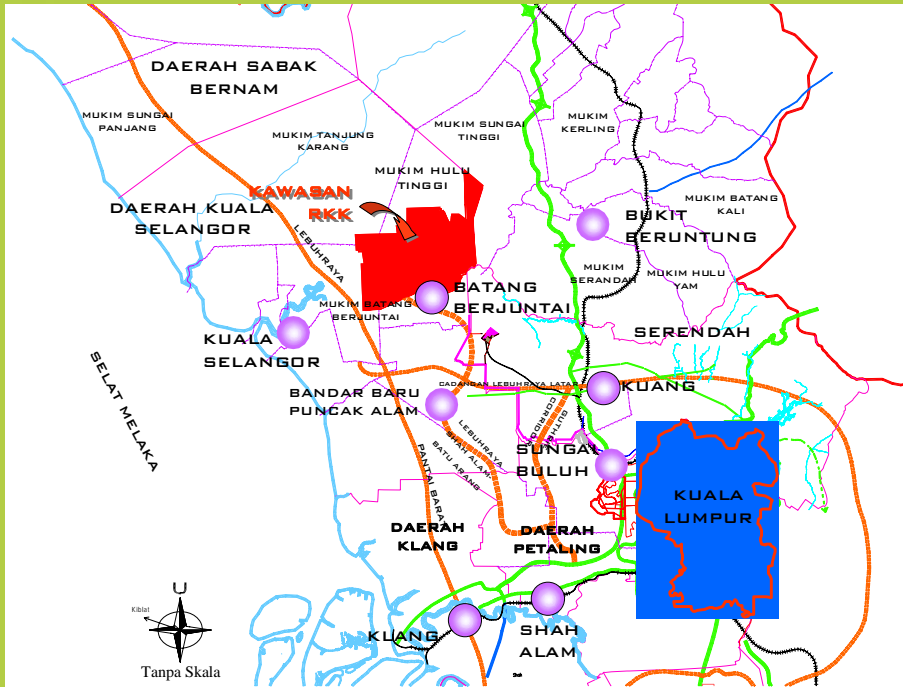 DAERAH SABAK
BERNAM
MUKIM SUNGAI
PANJANG
MUKIM TANJUNG
KARANG
MUKIM SUNGAI
TINGGI
MUKIM
KERLING
MUKIM HULU
TINGGI
KAWASAN
RKK
MUKIM BATANG
KALI
DAERAH KUALA
SELANGOR
BUKIT
BERUNTUNG
LEBUHRAYA
MUKIM
SERANDAH
MUKIM HULU
YAM
BATANG
BERJUNTAI
MUKIM BATANG
BERJUNTAI
KUALA
SELANGOR
SERENDAH
SELAT MELAKA
BANDAR BARU
PUNCAK ALAM
CADANGAN LEBUHRAYA LATAR
KUANG
GUTHRIE
CORRIDOR
LEBUHRAYA
SHAH ALAM-
BATU ARANG
PANTAI BARAT
SUNGAI
BULUH
KUALA
LUMPUR
DAERAH
KLANG
DAERAH
PETALING
U
Kiblat
Tanpa Skala
KLANG
SHAH
ALAM